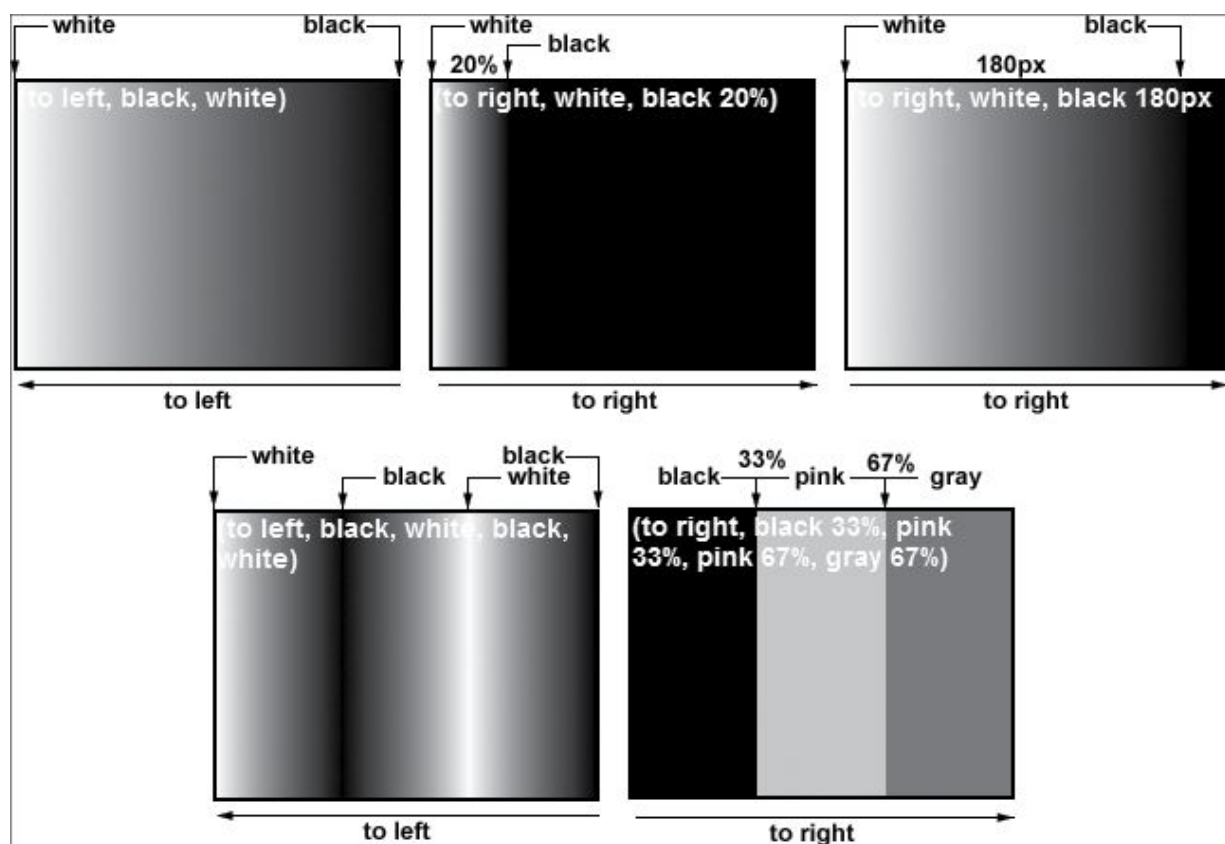 white
black
(to left, black, white)
to left
white
black
20%
(to right, white, black 20%)
to right
white
black
180px
to right, white, black 180px
to right
white
black
black
white
(to left, black, white, black,
white)
to left
black
33%
pink
67%
gray
(to right, black 33%, pink
33%, pink 67%, gray 67%)
to right